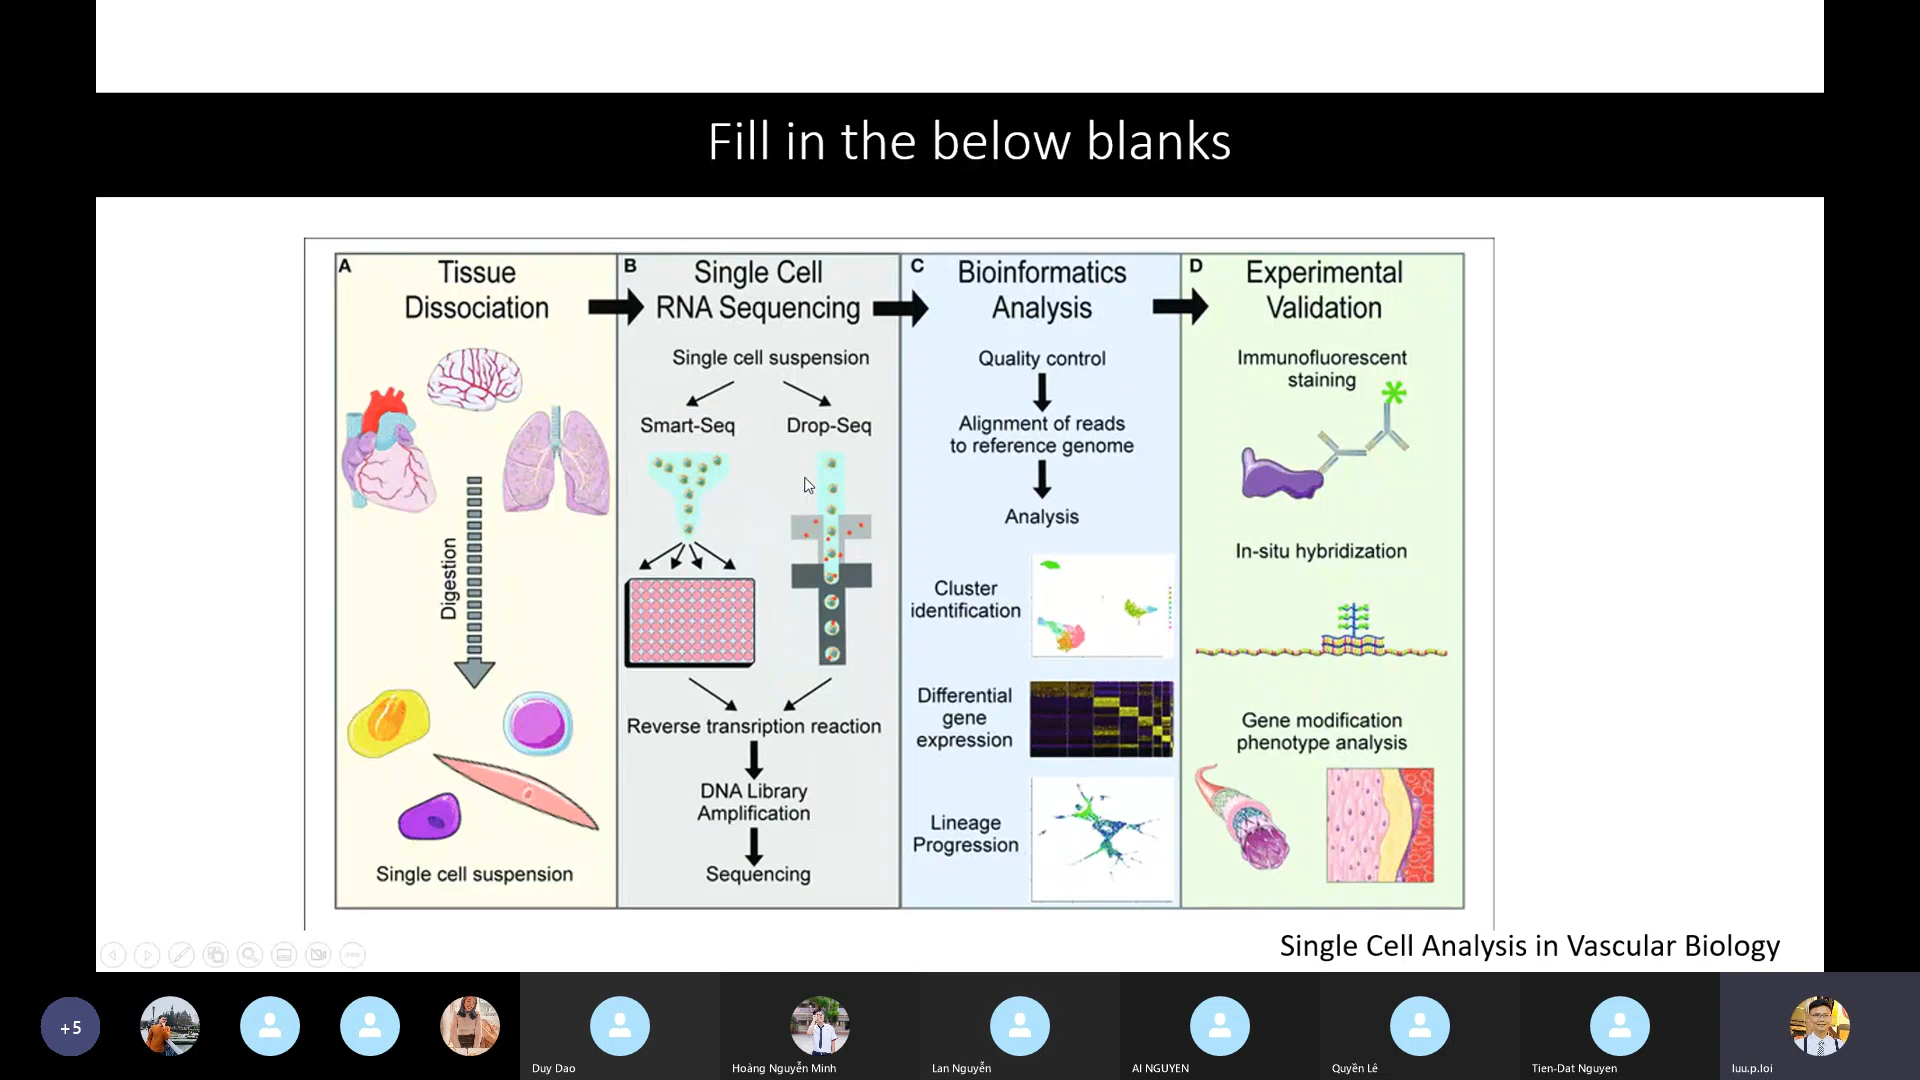 Fill in the below blanks
A
Tissue
Dissociation
Digestion
Single cell suspension
B
Single Cell
RNA Sequencing
Single cell suspension
Smart-Seq
Drop-Seq
Reverse transription reaction
DNA Library
Amplification
Sequencing
C
Bioinformatics
Analysis
Quality control
Alignment of reads
to reference genome
Analysis
Cluster
identification
Differential
gene
expression
Lineage
Progression
D
Experimental
Validation
Immunofluorescent
staining
In-situ hybridization
Gene modification
phenotype analysis
Single Cell Analysis in Vascular Biology
+5
Duy Dao
Hoàng Nguyễn Minh
Lan Nguyễn
AI NGUYEN
Quyền Lê
Tien-Dat Nguyen
luu.p.loi